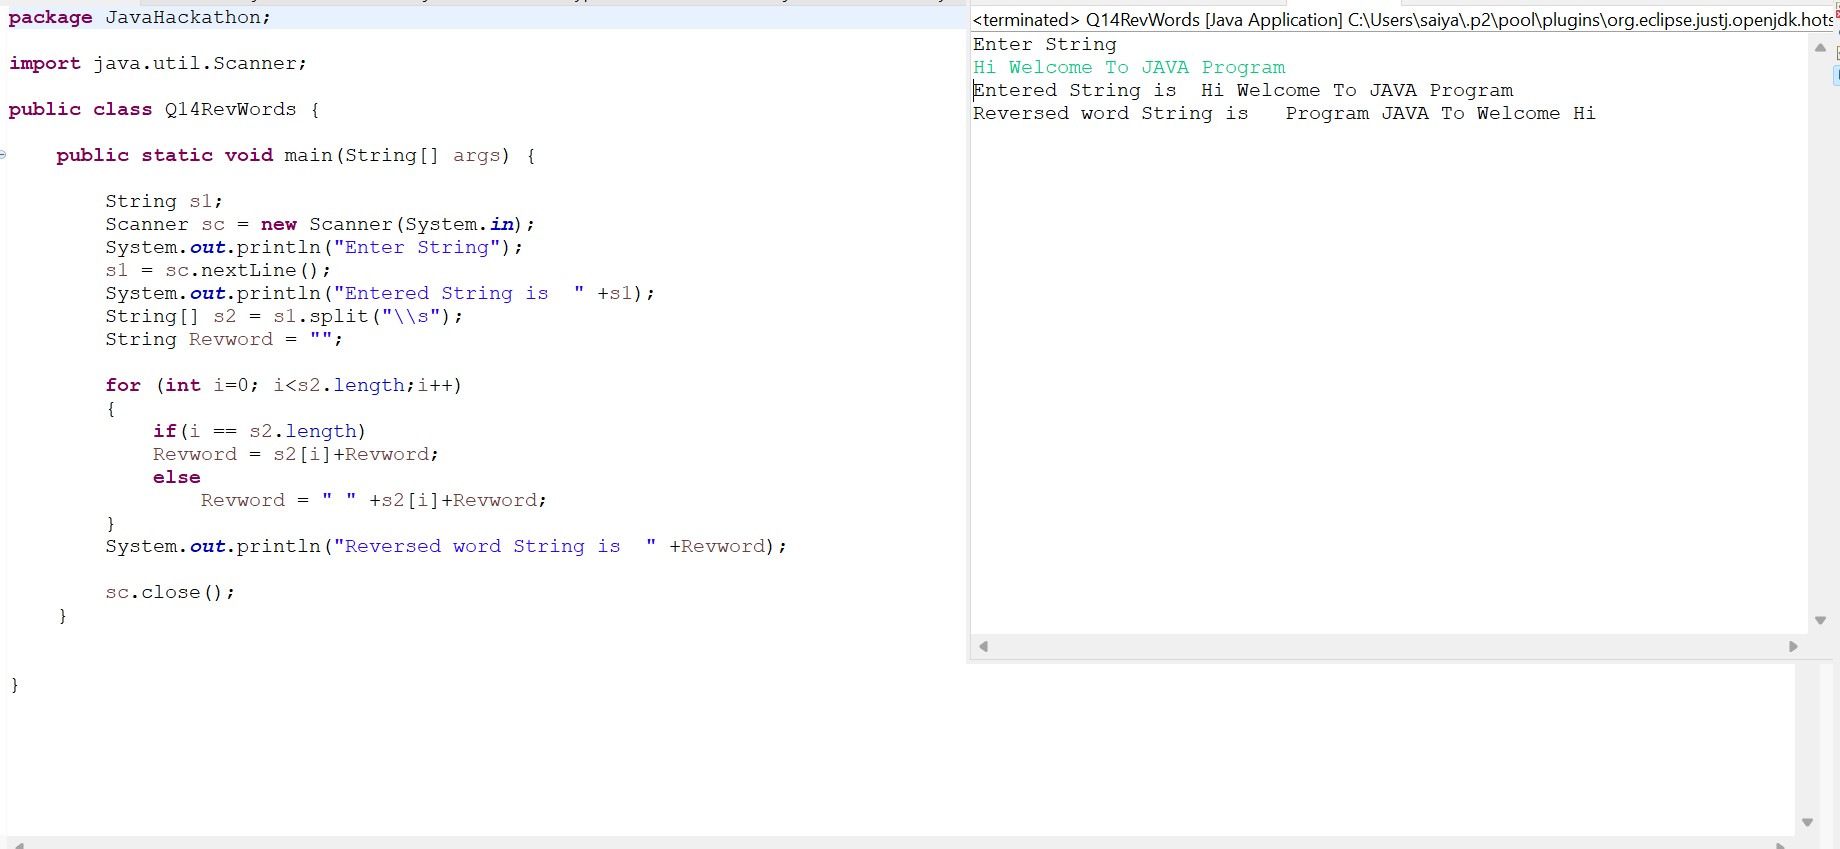 package JavaHackathon;
import java.util.Scanner;
public class Q14RevWords {
public static void main(String[] args) {
String s1;
Scanner sc = new Scanner(System.in);
System.out.println("Enter String");
s1 = sc.nextLine();
System.out.println("Entered String is  " +s1);
String[] s2 = s1.split("\\s");
String Revword = "";
for (int i=0; i<s2.length;i++)
{
if(i == s2.length)
Revword = s2[i]+Revword;
else
Revword = " " +s2[i]+Revword;
}
System.out.println("Reversed word String is  " +Revword);
sc.close();
}
}
<terminated> Q14RevWords [Java Application] C:\Users\saiya\.p2\pool\plugins\org.eclipse.justj.openjdk.hots
Enter String
Hi Welcome To JAVA Program
Entered String is  Hi Welcome To JAVA Program
Reversed word String is   Program JAVA To Welcome Hi